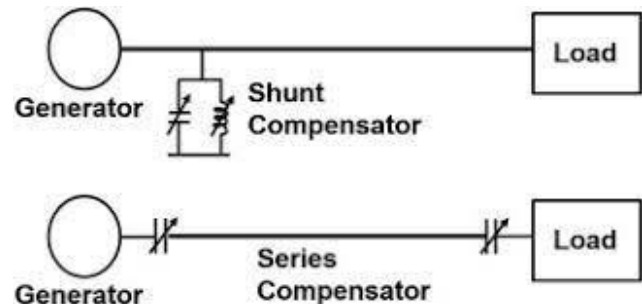 Load
Generator
Shunt
Compensator
Load
Series
Compensator
Generator